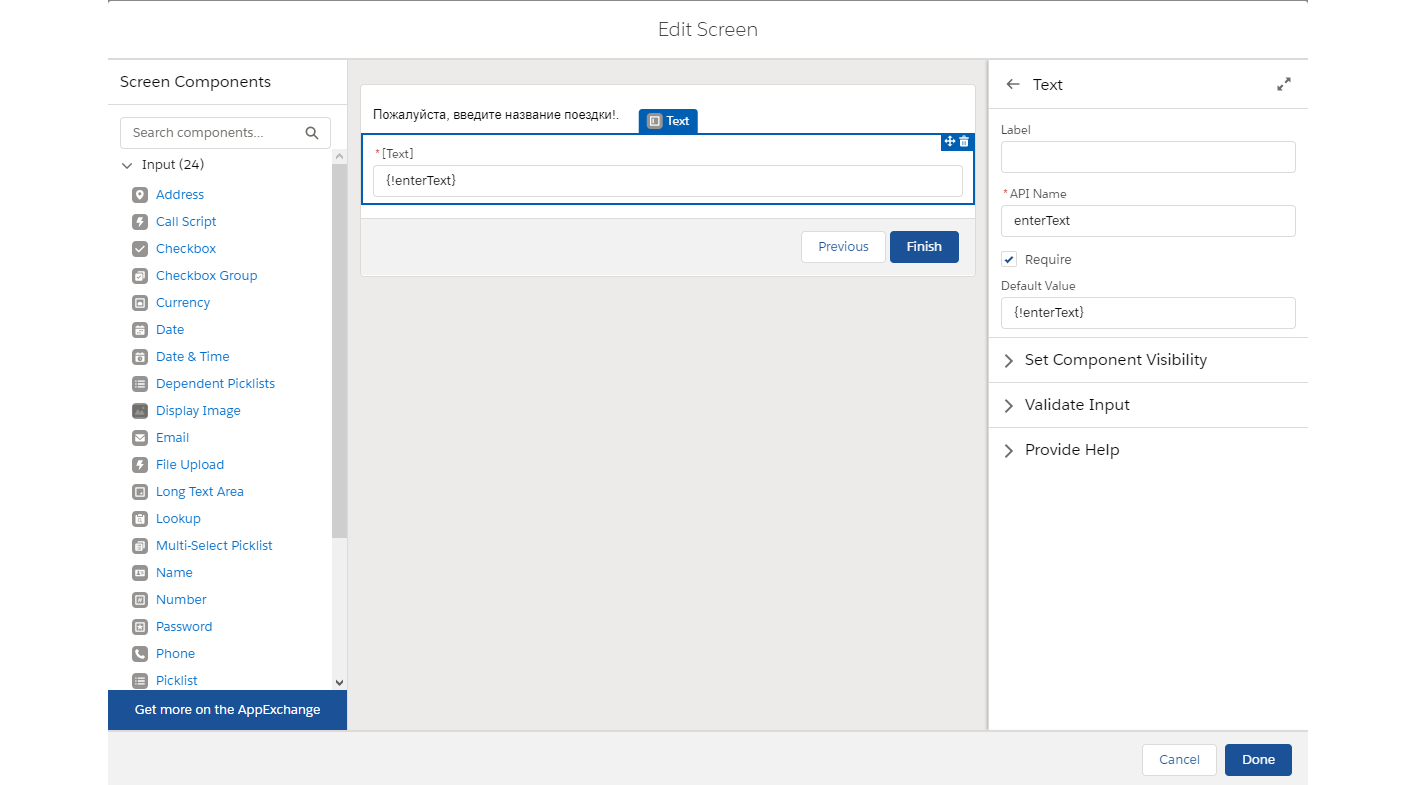 Edit Screen
Screen Components
Search components...
Input (24)
Address
Call Script
Checkbox
Checkbox Group
Currency
Date
Date & Time
Dependent Picklists
Display Image
Email
File Upload
Long Text Area
Lookup
Multi-Select Picklist
Name
Number
Password
Phone
Picklist
Get more on the AppExchange
Пожалуйста, введите название поездки!.
Text
*[Text]
{!enterText}
Previous
Finish
Text
Label
*API Name
enterText
Require
Default Value
{!enterText}
Set Component Visibility
Validate Input
Provide Help
Cancel
Done